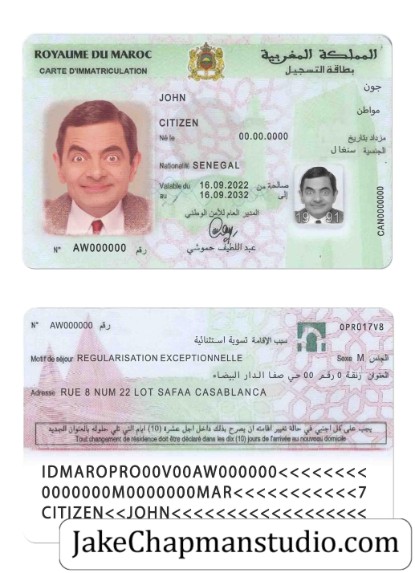 ROYAUME DU MAROC
المملكة المغربية
CARTE D'IMMATRICULATION
بطاقة التسجيل
JOHN
جون
CITIZEN
مواطن
Né le 00.00.0000 مزداد بتاريخ
Nationalité SENEGAL الجنسية سنغال
Valable du 16.09.2022 صالحة من
au 16.09.2032 إلى
المدير العام للأمن الوطني
عبد اللطيف حموشي
N° AW000000 رقم
1991
CAN0000000
N° AW000000 رقم
0PR017V8
سبب الإقامة تسوية استثنائية
Motif de séjour REGULARISATION EXCEPTIONNELLE
Sexe M الجنس
العنوان زنقة 0 رقم 00 حي صفا الدار البيضاء
Adresse RUE 8 NUM 22 LOT SAFAA CASABLANCA
يجب على كل أجنبي في حالة تغيير إقامته أن يصرح بذلك داخل أجل عشرة (10) أيام التي تلي حلوله بالعنوان الجديد
Tout changement de résidence doit être déclaré dans les dix (10) jours de l'arrivée au nouveau domicile
IDMAROPRO00V00AW000000<<<<<<<<
0000000M0000000MAR<<<<<<<<<<<7
CITIZEN<<JOHN<<<<<<<<<<<<<<<<<
JakeChapmanstudio.com